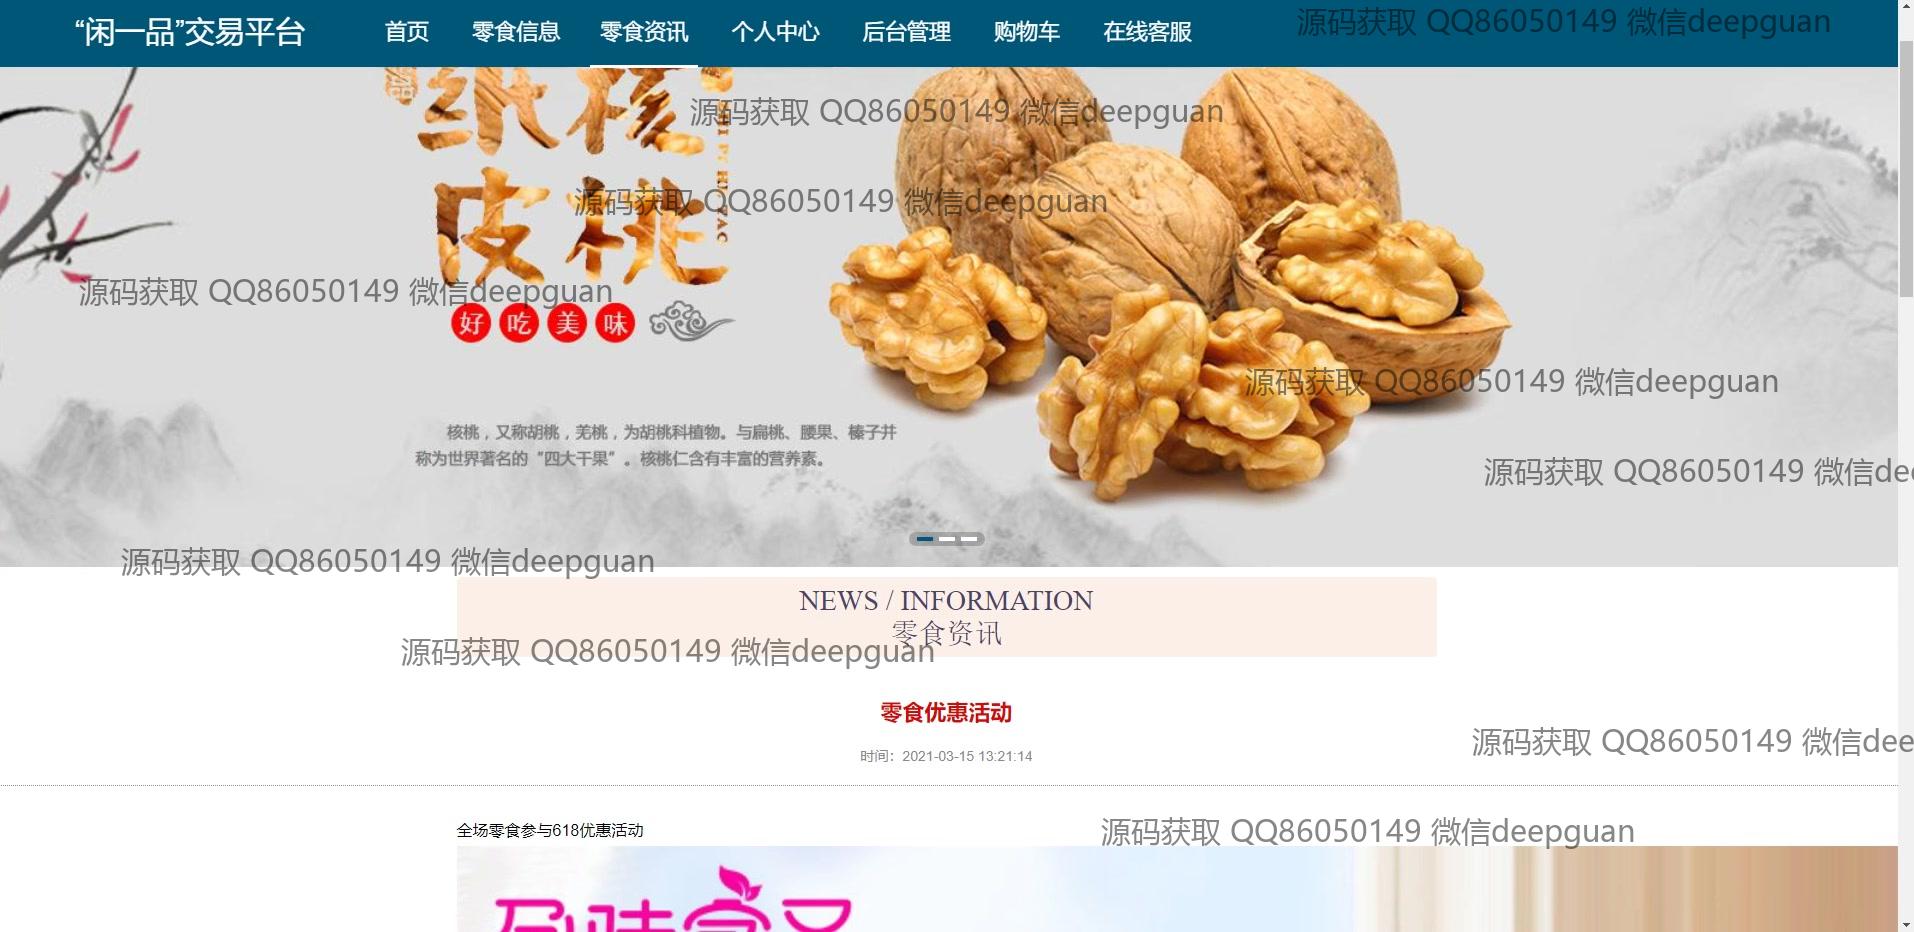 “闲一品”交易平台 首页 零食信息 零食资讯 个人中心 后台管理 购物车 在线客服
源码获取 QQ86050149 微信deepguan
纸核
源码获取 QQ86050149 微信deepguan
皮桃
源码获取 QQ86050149 微信deepguan
源码获取 QQ86050149 微信deepguan
好吃美味
源码获取 QQ86050149 微信deepguan
核桃，又称胡桃，羌桃，为胡桃科植物。与扁桃、腰果、榛子并
称为世界著名的“四大干果”。核桃仁含有丰富的营养素。
源码获取 QQ86050149 微信dee
源码获取 QQ86050149 微信deepguan
NEWS / INFORMATION
零食资讯
源码获取 QQ86050149 微信deepguan
零食优惠活动
源码获取 QQ86050149 微信dee
时间：2021-03-15 13:21:14
全场零食参与618优惠活动
源码获取 QQ86050149 微信deepguan